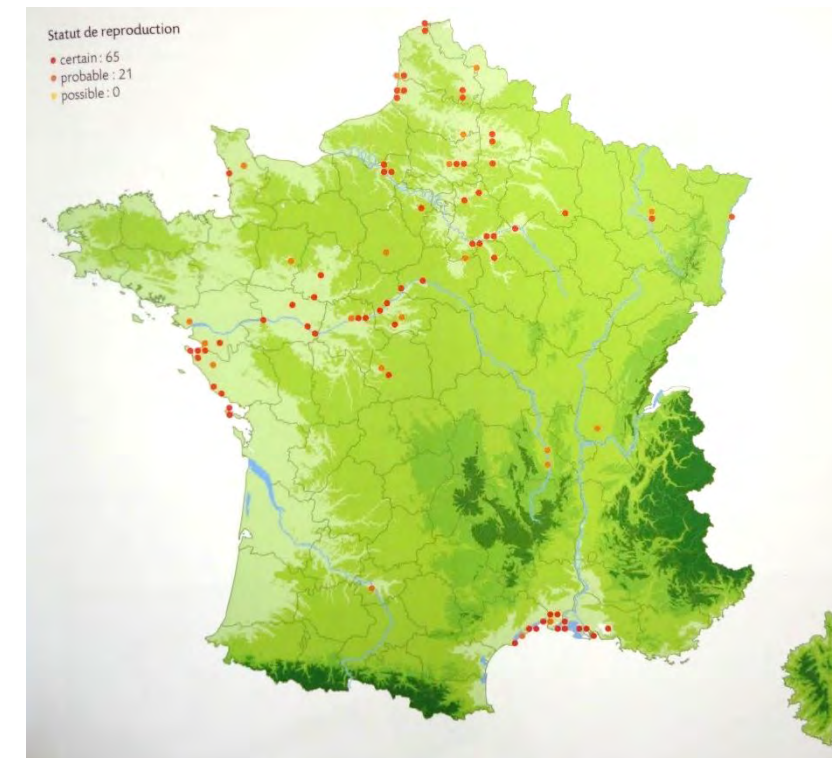 Statut de reproduction
certain : 65
probable : 21
possible : 0